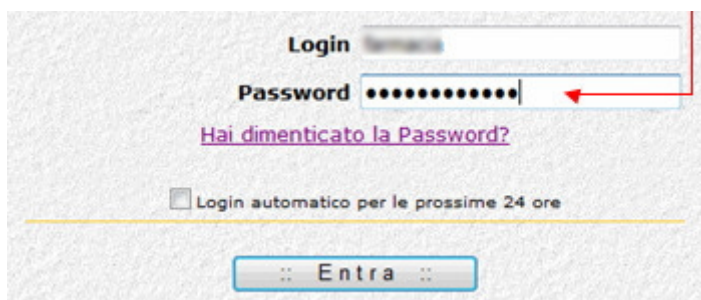 Login
Password ••••••••••••
Hai dimenticato la Password?
Login automatico per le prossime 24 ore
:: Entra ::